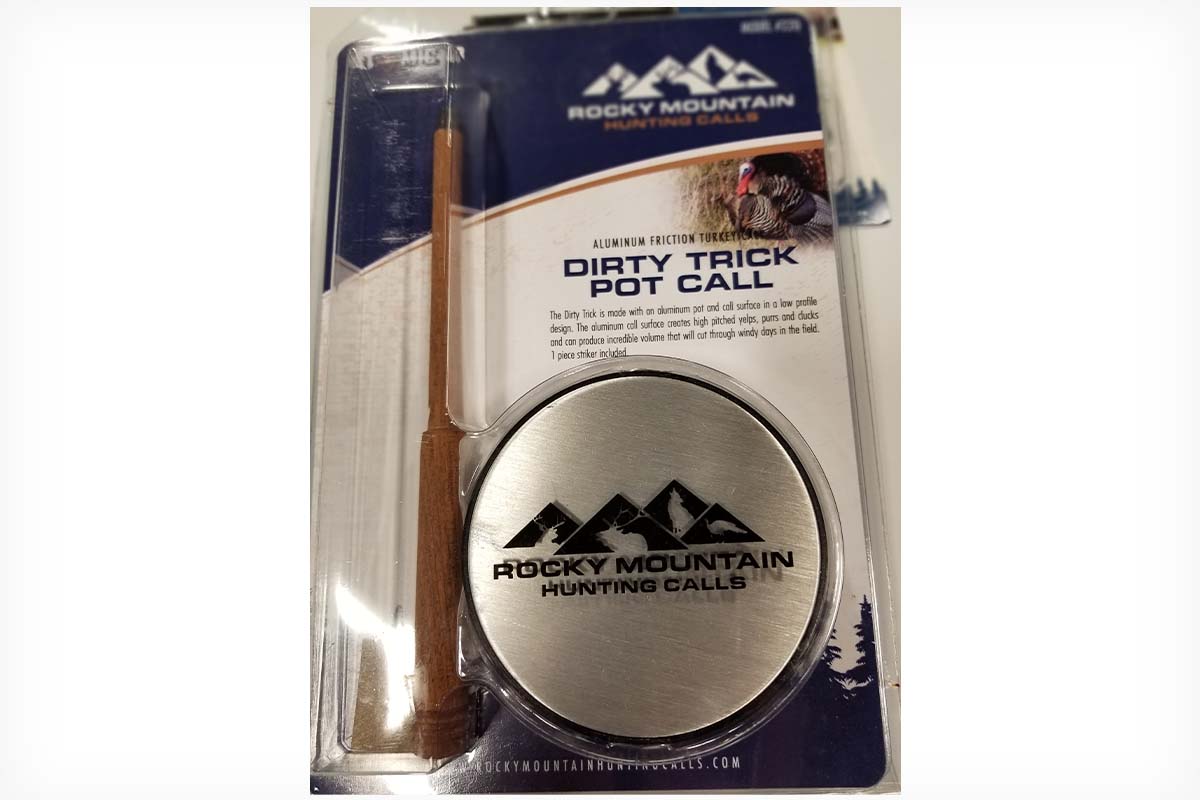 ROCKY MOUNTAIN
HUNTING CALLS
ALUMINUM FRICTION TURKEY
DIRTY TRICK
POT CALL
The Dirty Trick is made with an aluminum pot and call surface in a low profile
design. The aluminum call surface creates high pitched yelps, purrs and clucks
and can produce incredible volume that will cut through windy days in the field.
1 piece striker included.
ROCKY MOUNTAIN
HUNTING CALLS
ROCKYMOUNTAINHUNTINGCALLS.COM